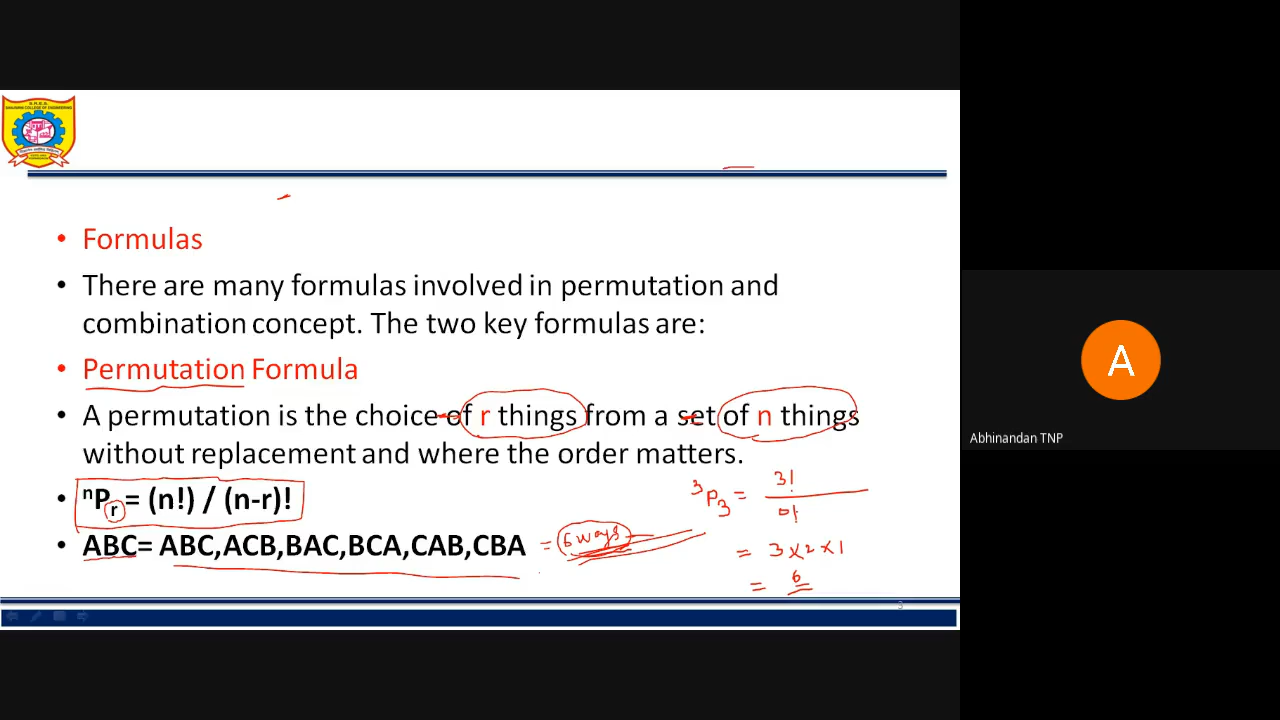 • Formulas
• There are many formulas involved in permutation and
combination concept. The two key formulas are:
• Permutation Formula
• A permutation is the choice of r things from a set of n things
without replacement and where the order matters.
• ⁿPᵣ = (n!) / (n-r)!
• ABC= ABC,ACB,BAC,BCA,CAB,CBA = 6 ways
³P₃ = 3! / 0!
= 3 x 2 x 1
= 6
3
A
Abhinandan TNP